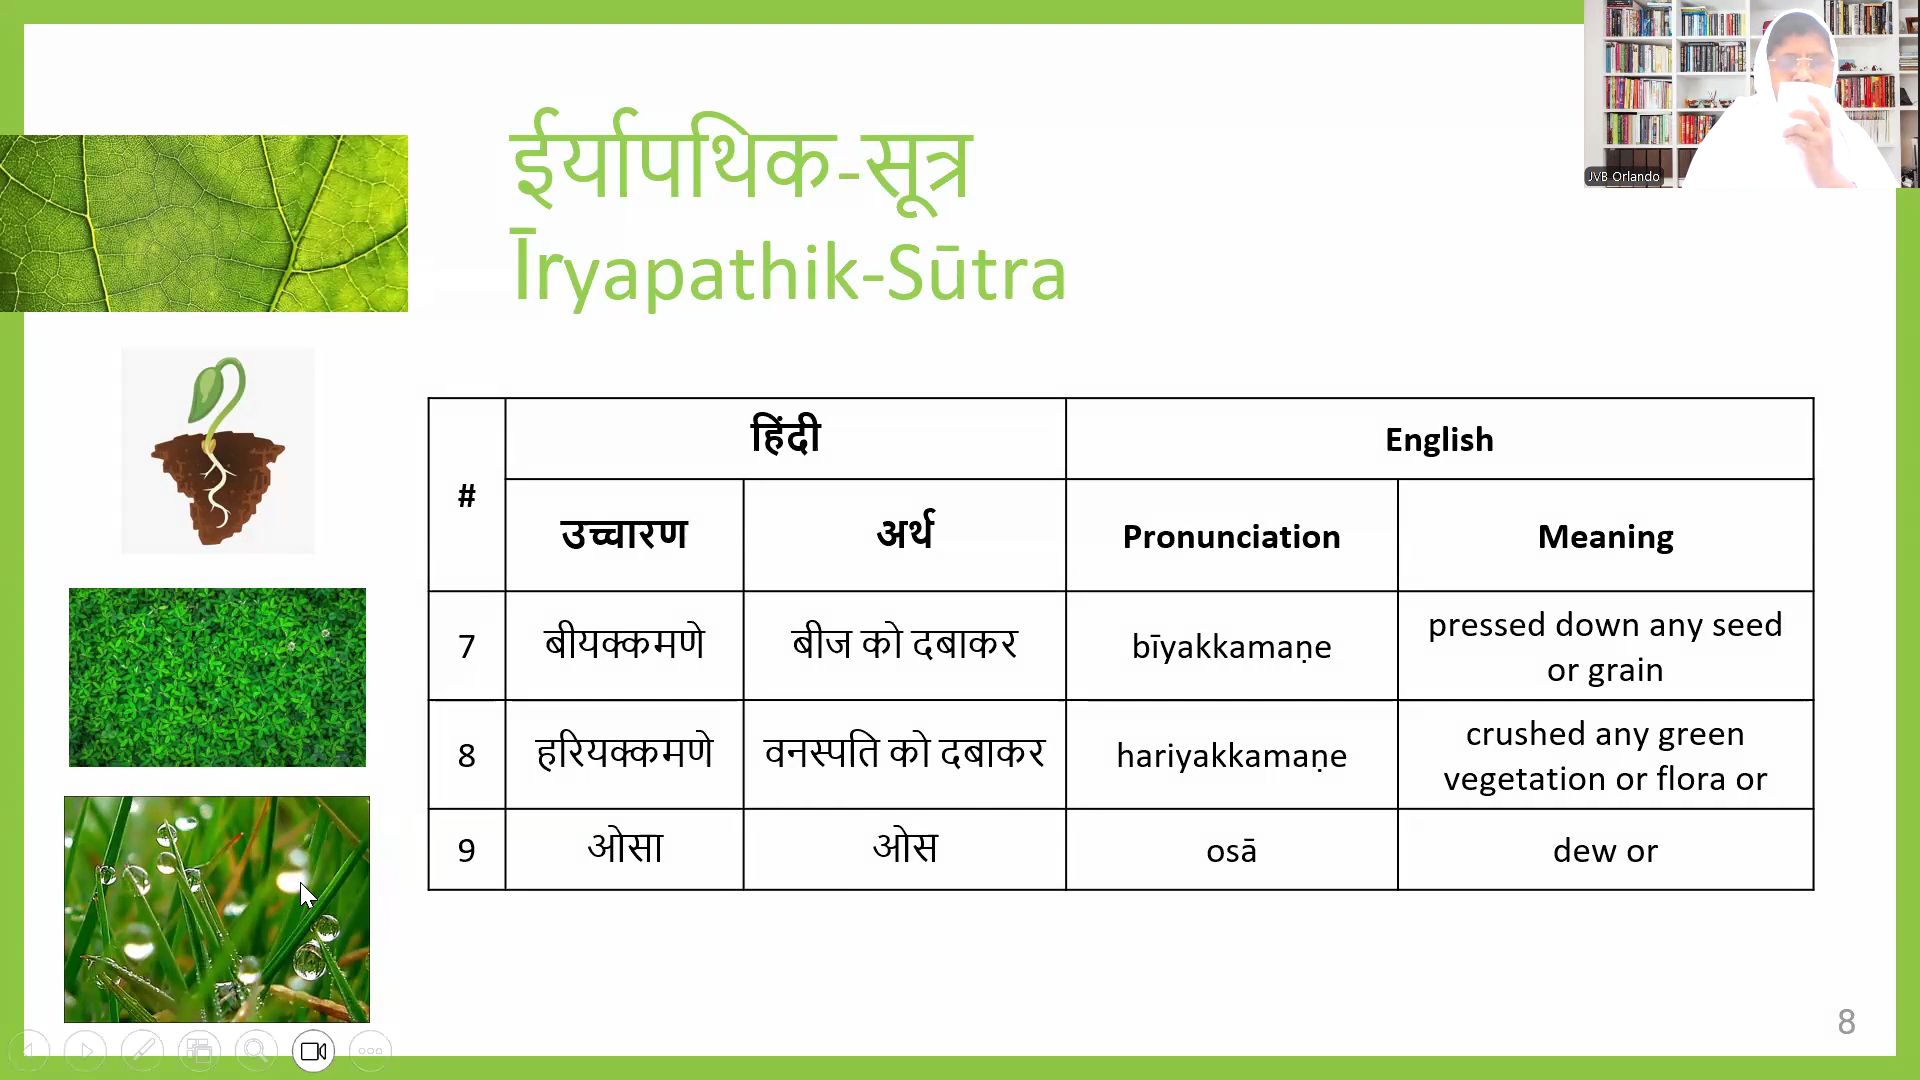 JVB Orlando
ईर्यापथिक-सूत्र
Īryapathik-Sūtra
# हिंदी English
उच्चारण अर्थ Pronunciation Meaning
7 बीयक्कमणे बीज को दबाकर bīyakkamaṇe pressed down any seed
or grain
8 हरियक्कमणे वनस्पति को दबाकर hariyakkamaṇe crushed any green
vegetation or flora or
9 ओसा ओस osā dew or
8